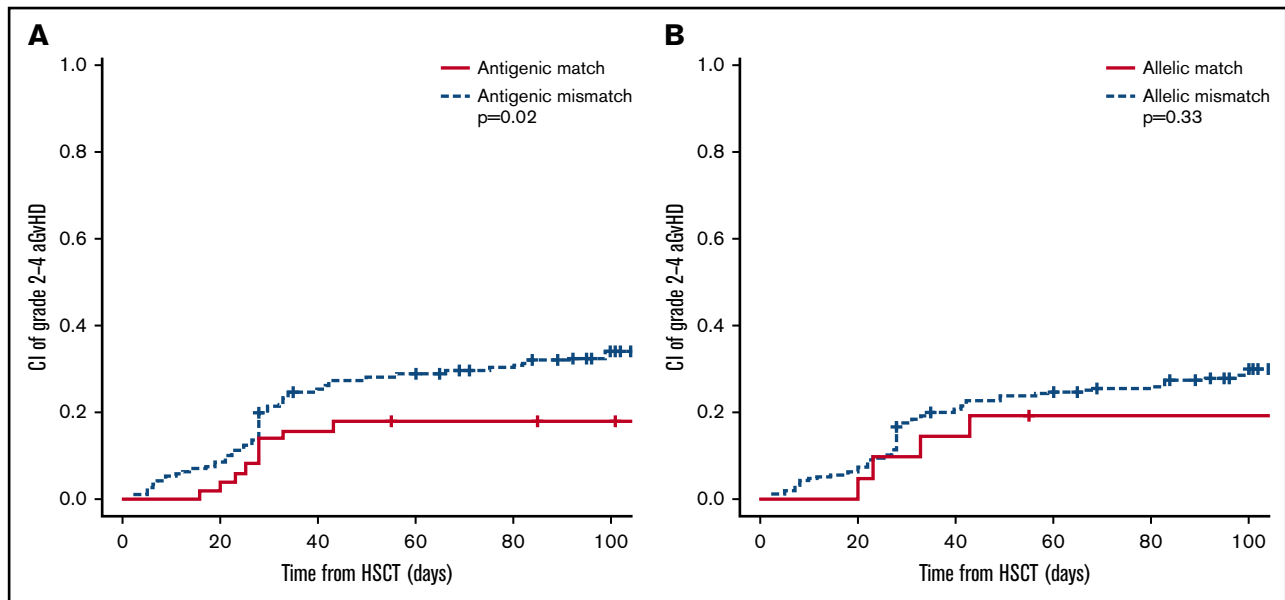 A
Antigenic match
Antigenic mismatch
p=0.02
1.0
0.8
0.6
0.4
0.2
0.0
CI of grade 2–4 aGvHD
0 20 40 60 80 100
Time from HSCT (days)
B
Allelic match
Allelic mismatch
p=0.33
1.0
0.8
0.6
0.4
0.2
0.0
CI of grade 2–4 aGvHD
0 20 40 60 80 100
Time from HSCT (days)